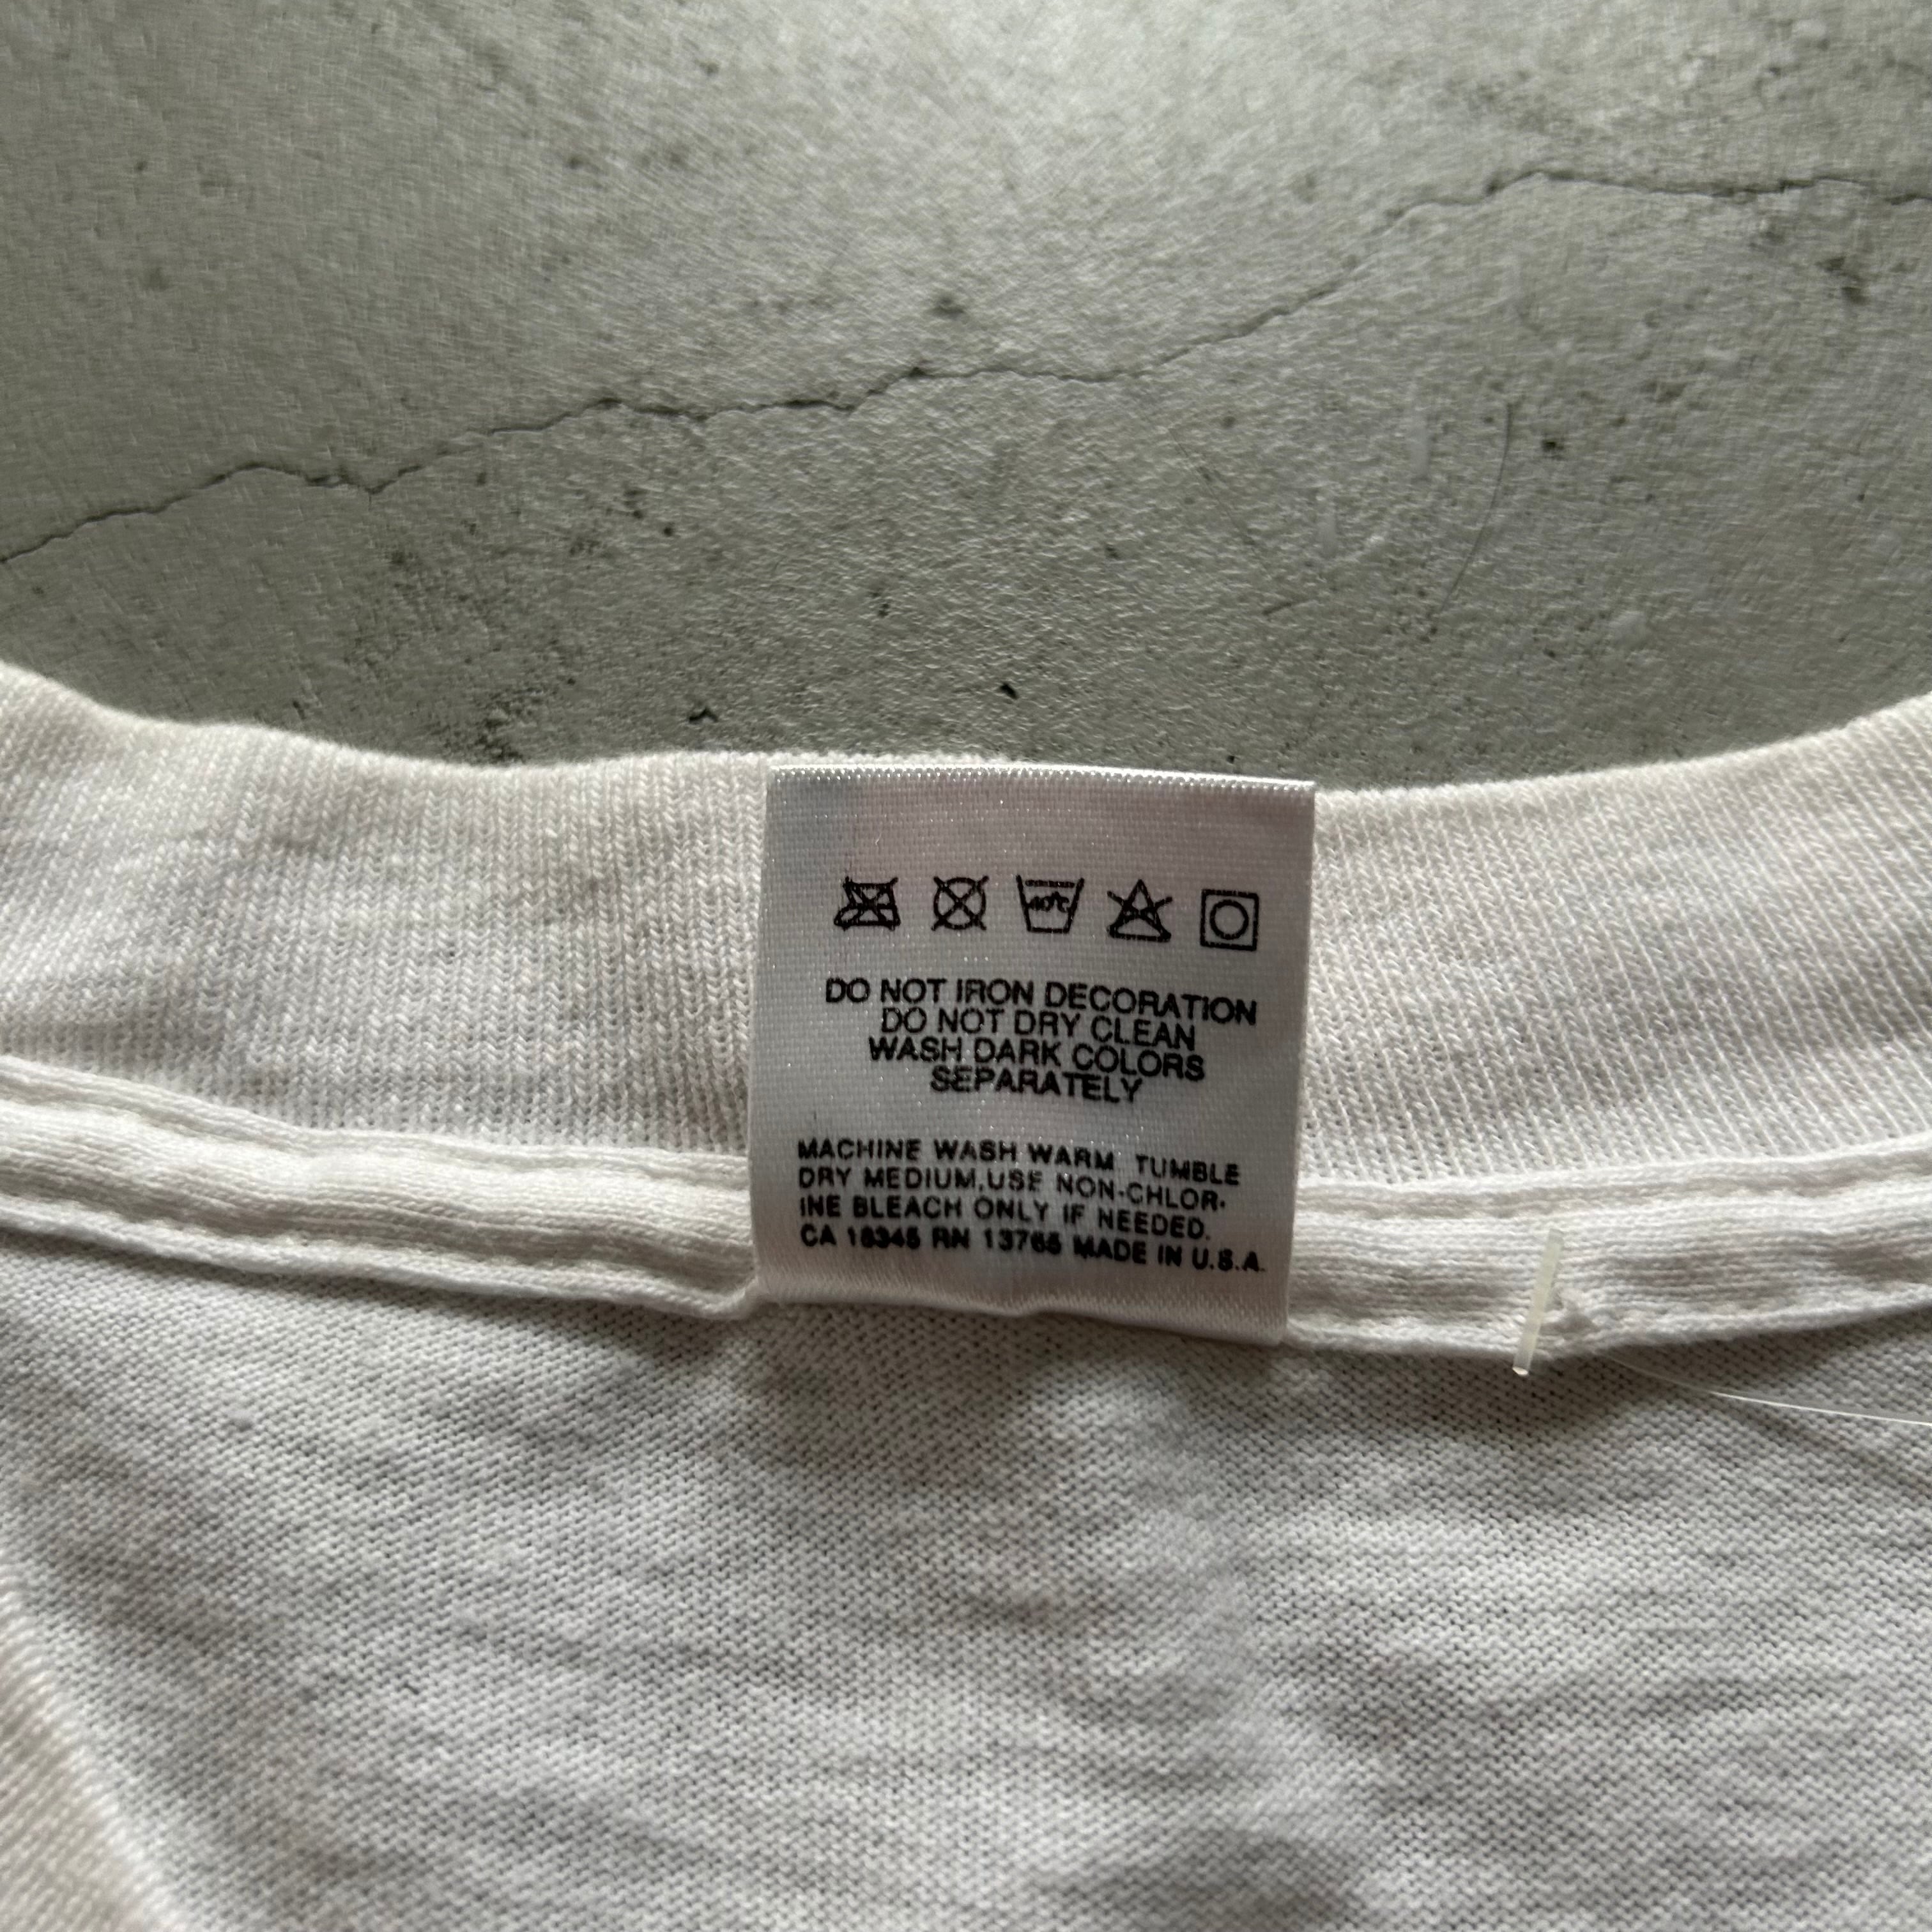 40°C
DO NOT IRON DECORATION
DO NOT DRY CLEAN
WASH DARK COLORS
SEPARATELY
MACHINE WASH WARM TUMBLE
DRY MEDIUM,USE NON-CHLOR-
INE BLEACH ONLY IF NEEDED.
CA 18345 RN 13765 MADE IN U.S.A.